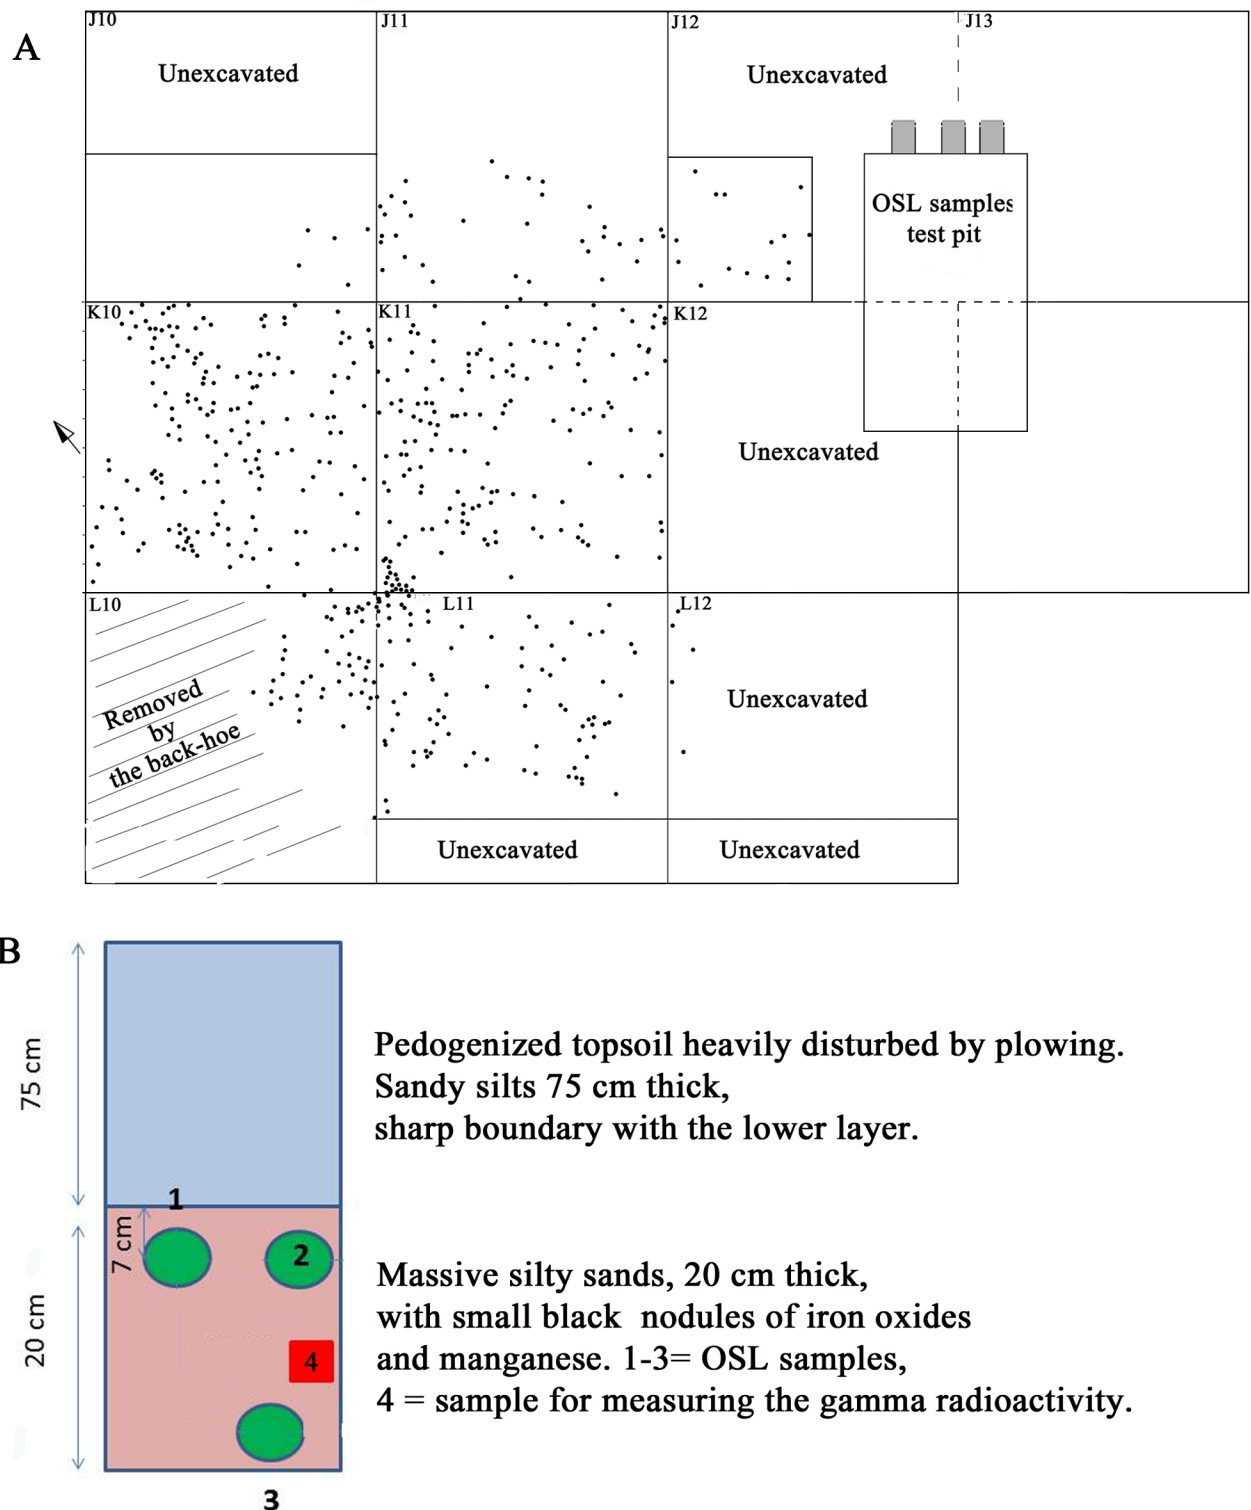 A
J10
J11
J12
J13
Unexcavated
Unexcavated
OSL samples
test pit
K10
K11
K12
Unexcavated
L10
L11
L12
Removed
by
the back-hoe
Unexcavated
Unexcavated
Unexcavated
B
75 cm
Pedogenized topsoil heavily disturbed by plowing.
Sandy silts 75 cm thick,
sharp boundary with the lower layer.
1
7 cm
2
20 cm
4
3
Massive silty sands, 20 cm thick,
with small black nodules of iron oxides
and manganese. 1-3= OSL samples,
4 = sample for measuring the gamma radioactivity.